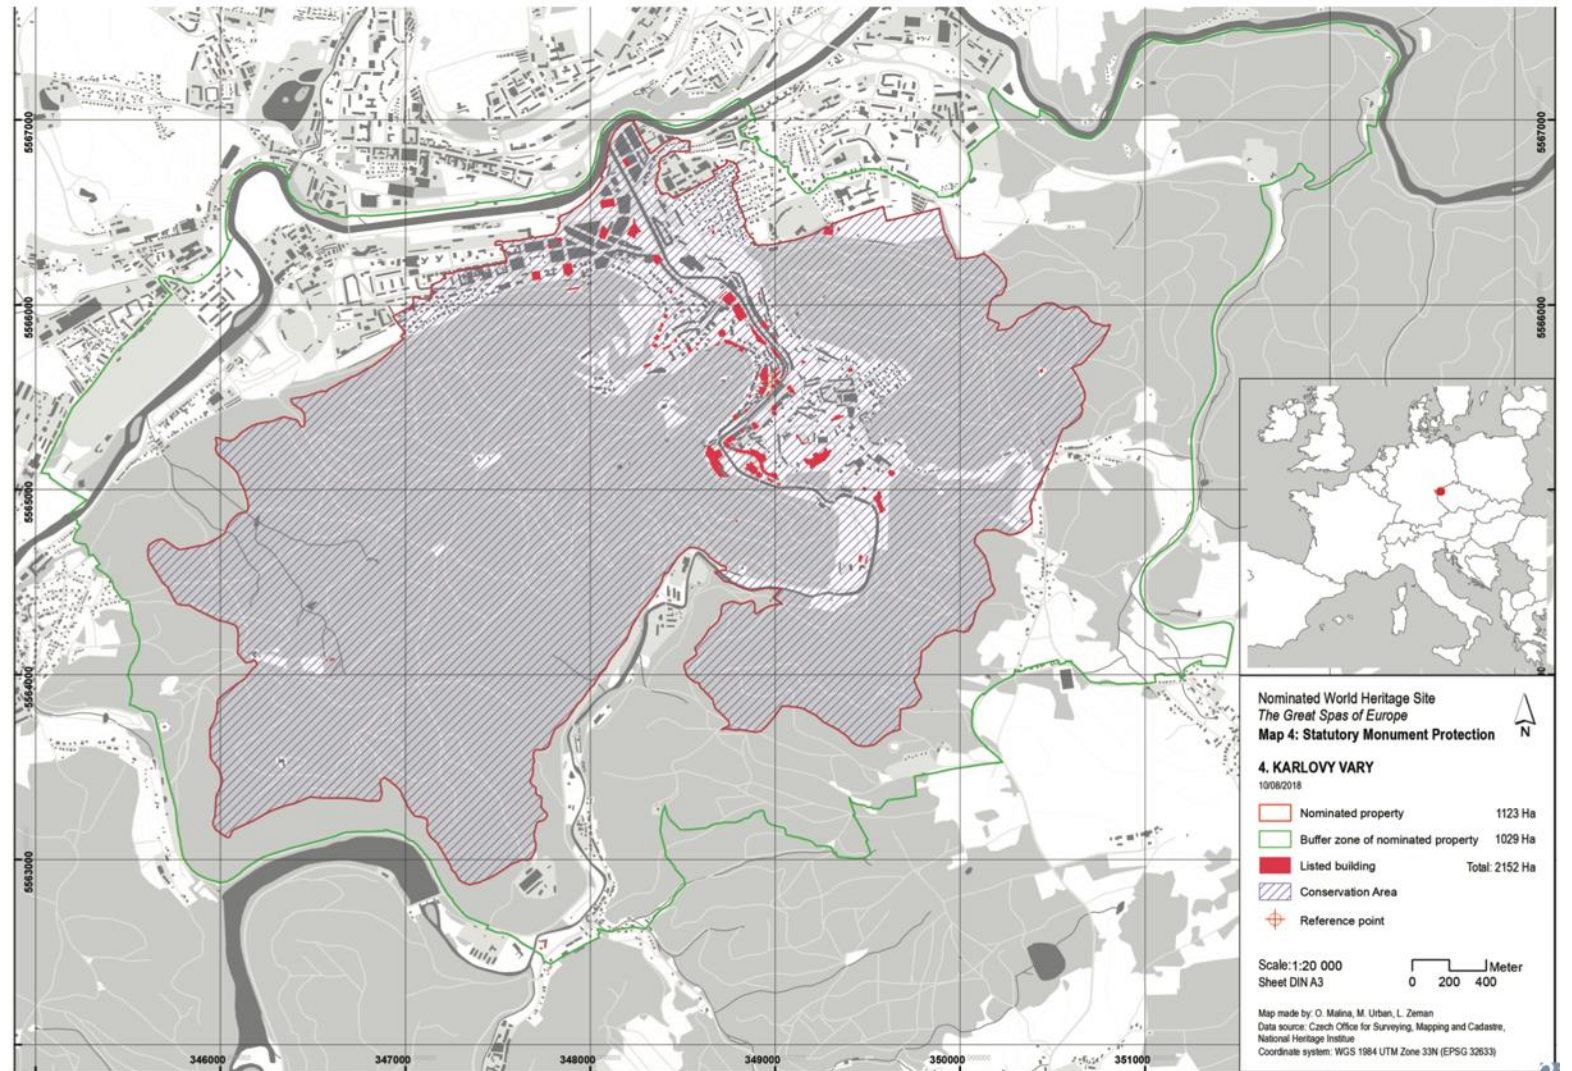 5567000
5567000
5566000
5566000
5565000
5564000
5563000
346000
347000
348000
349000
350000
351000
Nominated World Heritage Site
The Great Spas of Europe
Map 4: Statutory Monument Protection
N
4. KARLOVY VARY
10/08/2018
Nominated property 1123 Ha
Buffer zone of nominated property 1029 Ha
Listed building Total: 2152 Ha
Conservation Area
Reference point
Scale:1:20 000
Sheet DIN A3
Meter
0 200 400
Map made by: O. Malina, M. Urban, L. Zeman
Data source: Czech Office for Surveying, Mapping and Cadastre,
National Heritage Institue
Coordinate system: WGS 1984 UTM Zone 33N (EPSG 32633)